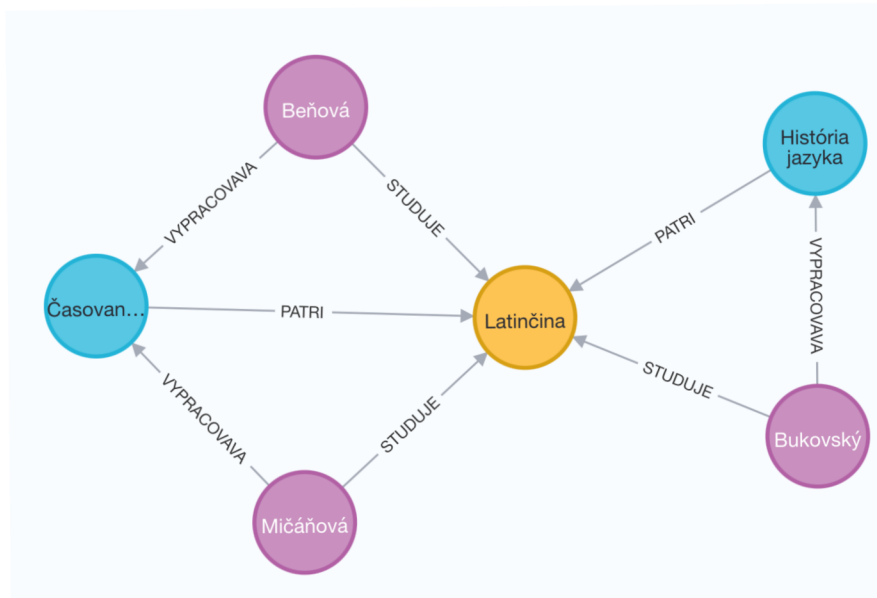 Beňová
História
jazyka
VYPRACOVAVA
STUDUJE
PATRI
VYPRACOVAVA
Časovan...
PATRI
Latinčina
STUDUJE
VYPRACOVAVA
STUDUJE
Bukovský
Mičáňová